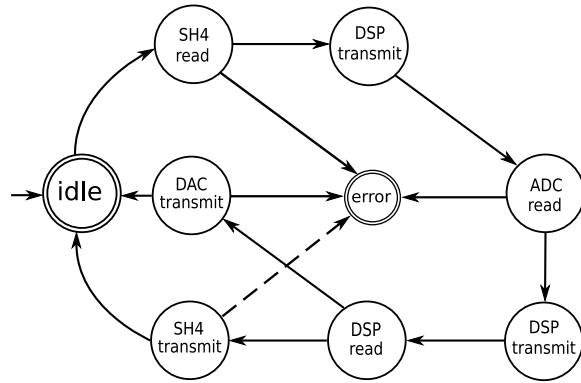 SH4
read
DSP
transmit
idle
DAC
transmit
error
ADC
read
SH4
transmit
DSP
read
DSP
transmit